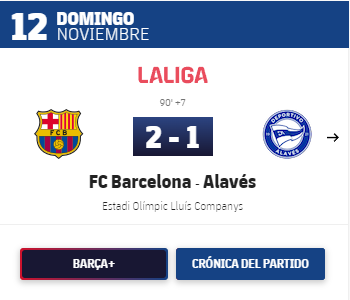 12 DOMINGO
NOVIEMBRE
LALIGA
90' +7
FCB
2 - 1
DEPORTIVO
ALAVÉS
FC Barcelona - Alavés
Estadi Olímpic Lluís Companys
BARÇA+
CRÓNICA DEL PARTIDO